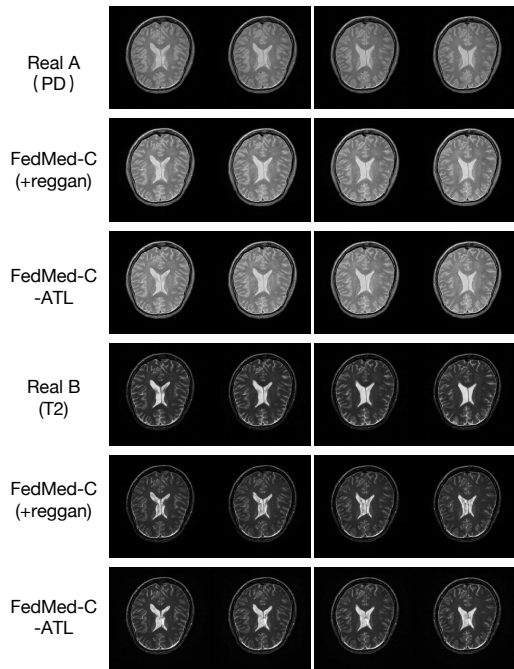 Real A
( PD )
FedMed-C
(+reggan)
FedMed-C
-ATL
Real B
(T2)
FedMed-C
(+reggan)
FedMed-C
-ATL